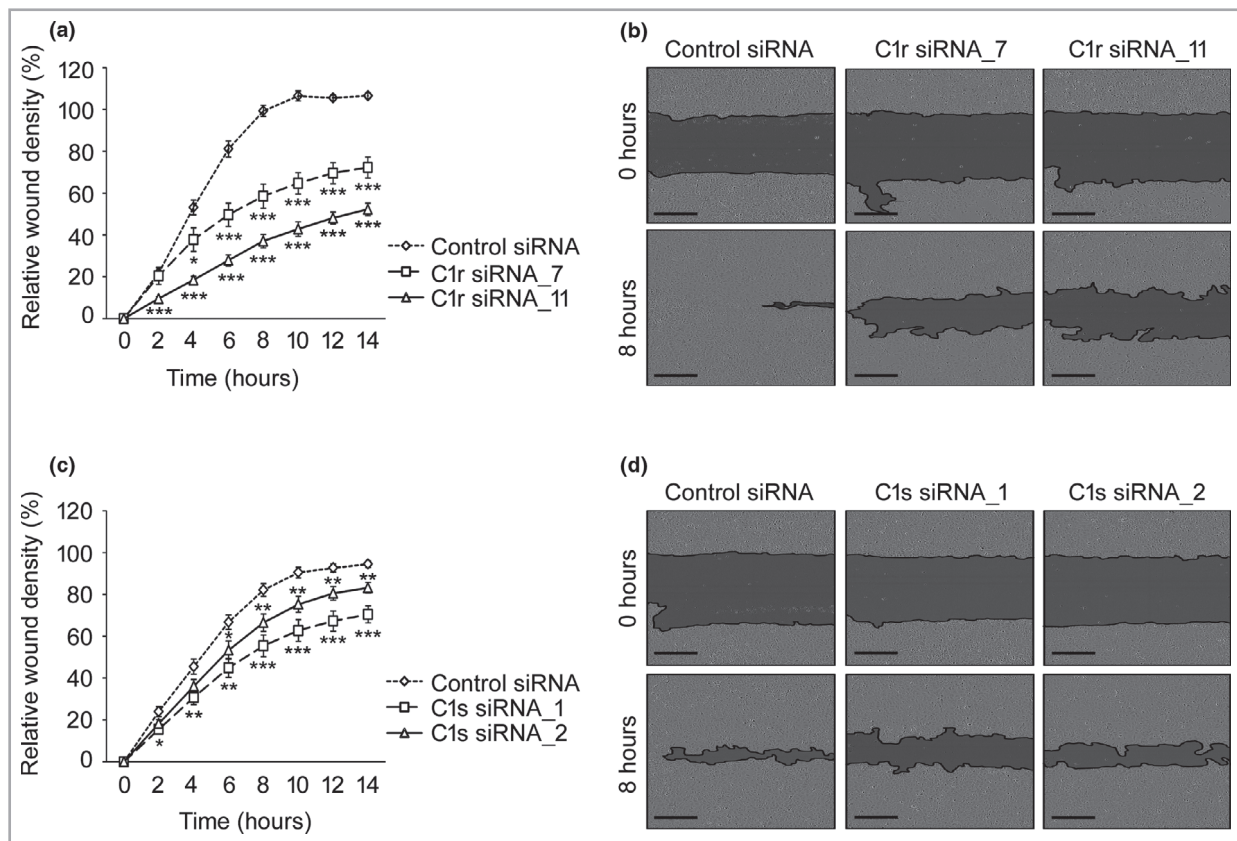 (a)
Relative wound density (%)
120
100
80
60
40
20
0
0 2 4 6 8 10 12 14
Time (hours)
* *** *** *** *** ***
*** *** *** *** *** *** ***
Control siRNA
C1r siRNA_7
C1r siRNA_11
(b)
Control siRNA C1r siRNA_7 C1r siRNA_11
0 hours
8 hours
(c)
Relative wound density (%)
120
100
80
60
40
20
0
0 2 4 6 8 10 12 14
Time (hours)
* ** ** ** **
* ** ** *** *** *** ***
Control siRNA
C1s siRNA_1
C1s siRNA_2
(d)
Control siRNA C1s siRNA_1 C1s siRNA_2
0 hours
8 hours